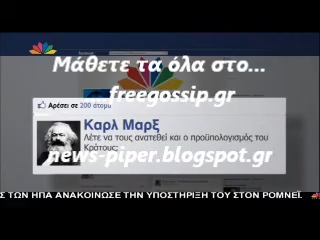 Μάθετε τα όλα στο...
freegossip.gr
Αρέσει σε 200 άτομα
Καρλ Μαρξ
Λέτε να τους ανατεθεί και ο προϋπολογισμός του
Κράτους;
news-piper.blogspot.gr
Σ ΤΩΝ ΗΠΑ ΑΝΑΚΟΙΝΩΣΕ ΤΗΝ ΥΠΟΣΤΗΡΙΞΗ ΤΟΥ ΣΤΟΝ ΡΟΜΝΕΪ.